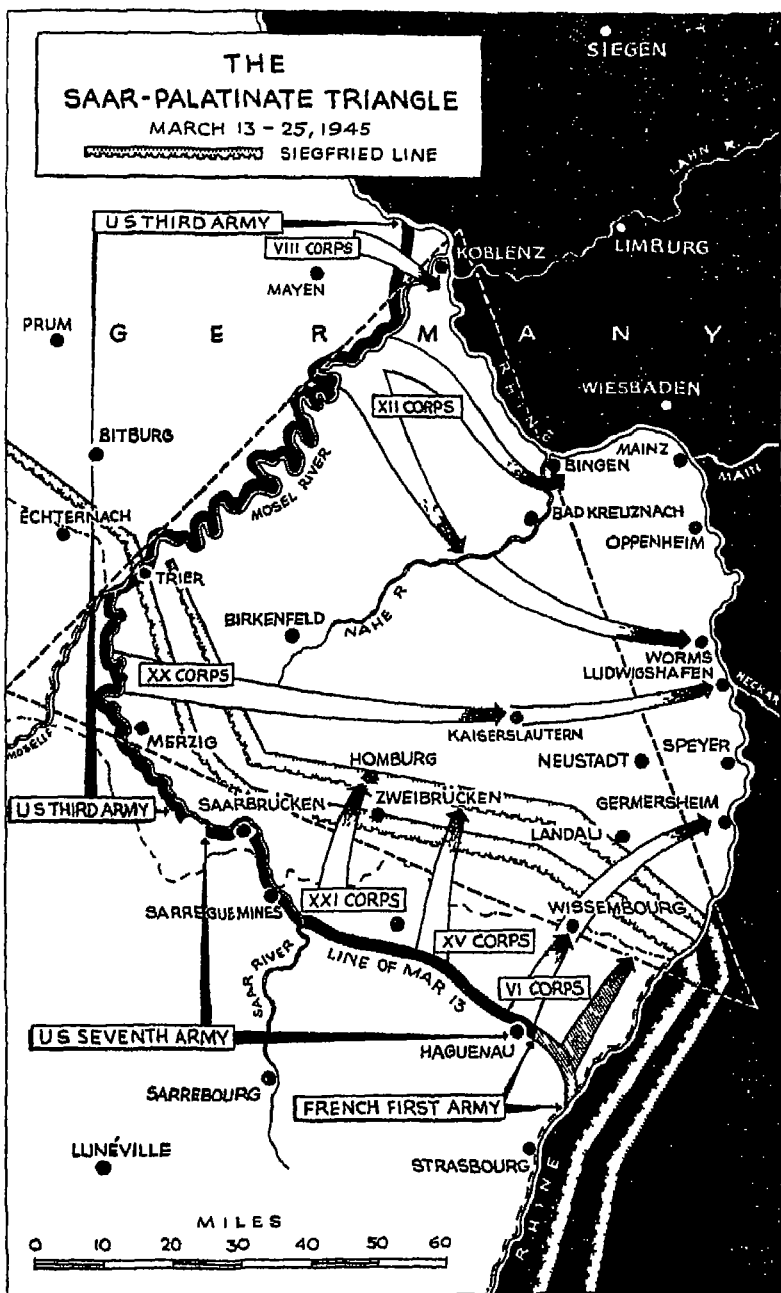 THE
SAAR-PALATINATE TRIANGLE
MARCH 13-25, 1945
SIEGFRIED LINE
SIEGEN
LAHN R.
US THIRD ARMY
VIII CORPS
KOBLENZ
LIMBURG
MAYEN
PRUM
GERMANY
RHINE
WIESBADEN
XII CORPS
BITBURG
MAINZ
BINGEN
MAIN
MOSEL RIVER
ECHTERNACH
BAD KREUZNACH
OPPENHEIM
TRIER
BIRKENFELD
NAHE R
WORMS
XX CORPS
LUDWIGSHAFEN
NECKAR
KAISERSLAUTERN
MOSELLE
MERZIG
HOMBURG
NEUSTADT
SPEYER
US THIRD ARMY
SAARBRUCKEN
ZWEIBRUCKEN
GERMERSHEIM
LANDAU
XXI CORPS
SARREGUEMINES
WISSEMBOURG
XV CORPS
SAAR RIVER
LINE OF MAR 13
VI CORPS
US SEVENTH ARMY
HAGUENAU
SARREBOURG
FRENCH FIRST ARMY
LUNÉVILLE
STRASBOURG
RHINE
MILES
0 10 20 30 40 50 60